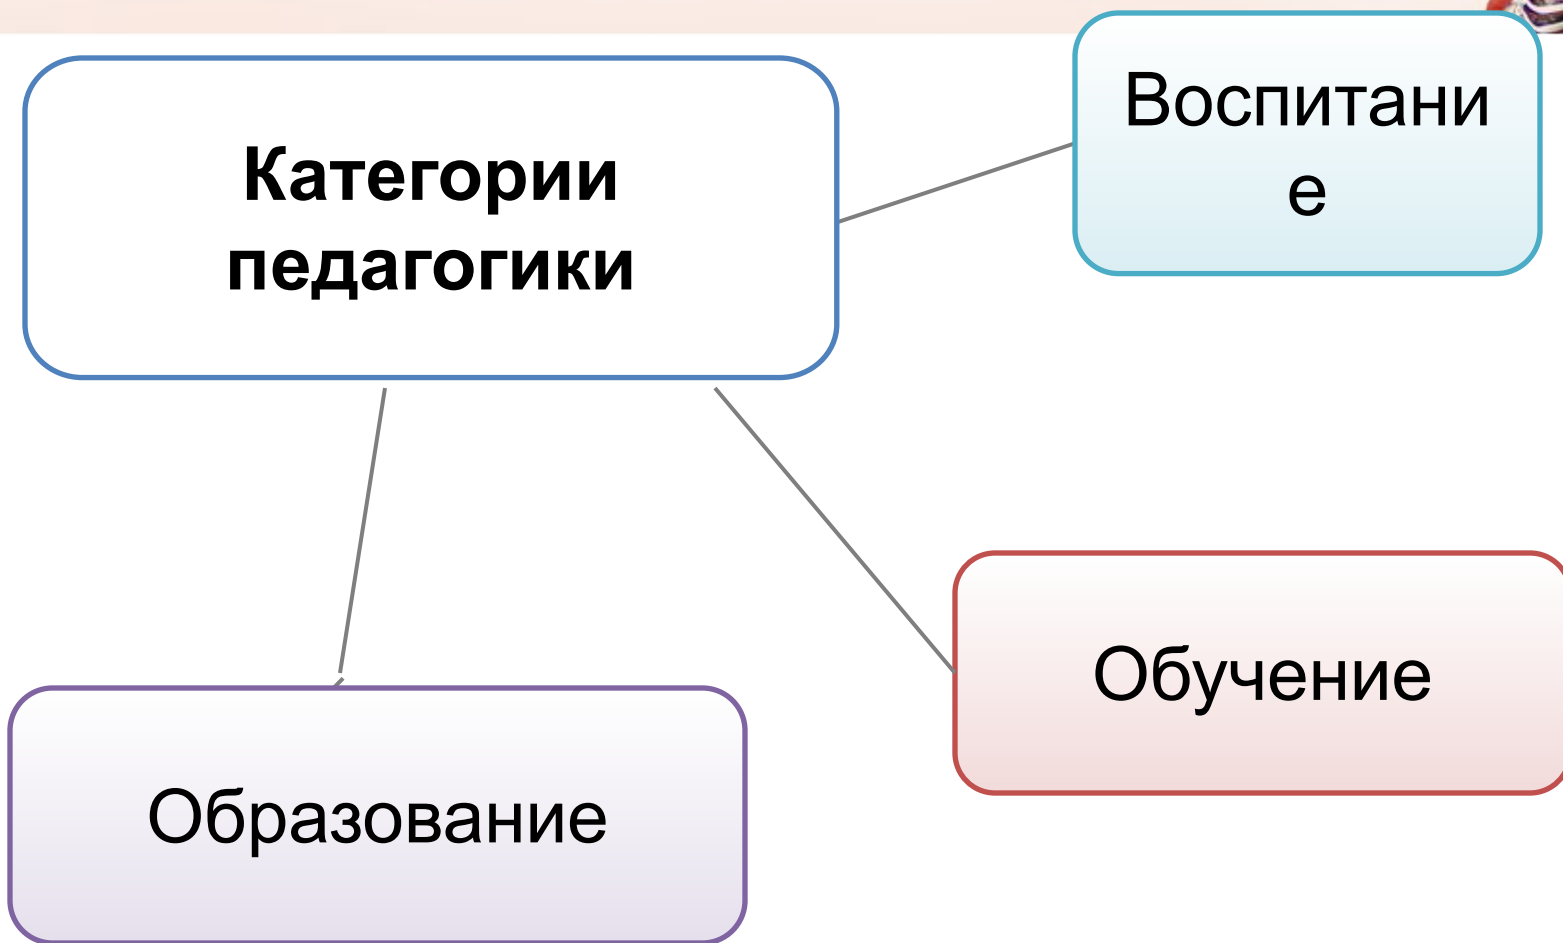 Категории
педагогики
Воспитани
е
Обучение
Образование